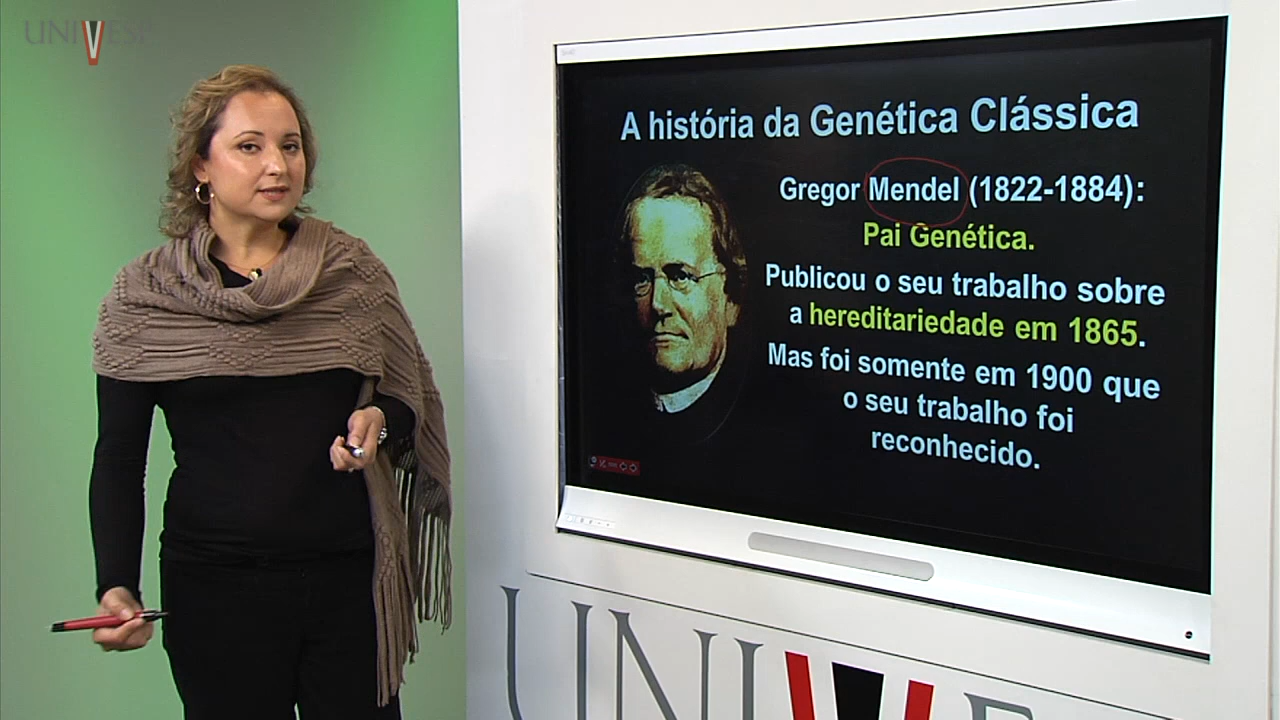 UNIVESP
A história da Genética Clássica
Gregor Mendel (1822-1884):
Pai Genética.
Publicou o seu trabalho sobre
a hereditariedade em 1865.
Mas foi somente em 1900 que
o seu trabalho foi
reconhecido.
UNIVE